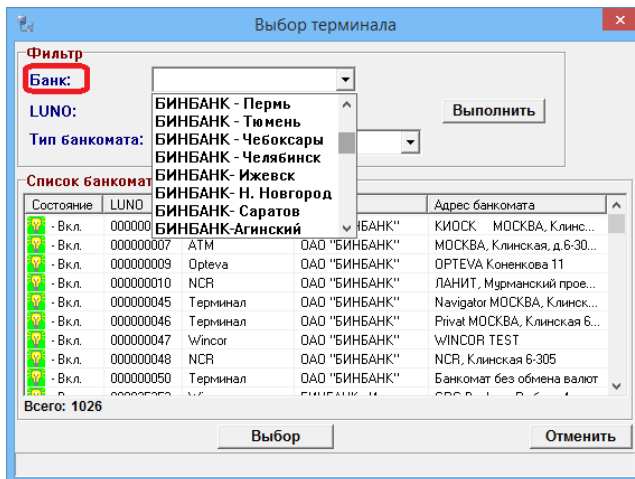 Выбор терминала
Фильтр
Банк:
LUNO:
Тип банкомата:
Выполнить
БИНБАНК - Пермь
БИНБАНК - Тюмень
БИНБАНК - Чебоксары
БИНБАНК - Челябинск
БИНБАНК- Ижевск
БИНБАНК- Н. Новгород
БИНБАНК- Саратов
БИНБАНК-Агинский
Список банкомат
Состояние LUNO Адрес банкомата
- Вкл. КИОСК МОСКВА, Клинс...
- Вкл. 000000007 ATM ОАО "БИНБАНК" МОСКВА, Клинская, д.6-30...
- Вкл. 000000009 Opteva ОАО "БИНБАНК" OPTEVA Коненкова 11
- Вкл. 000000010 NCR ОАО "БИНБАНК" ЛАНИТ, Мурманский прое...
- Вкл. 000000045 Терминал ОАО "БИНБАНК" Navigator МОСКВА, Клинск...
- Вкл. 000000046 Терминал ОАО "БИНБАНК" Privat МОСКВА, Клинская 6...
- Вкл. 000000047 Wincor ОАО "БИНБАНК" WINCOR TEST
- Вкл. 000000048 NCR ОАО "БИНБАНК" NCR, Клинская 6-305
- Вкл. 000000050 Терминал ОАО "БИНБАНК" Банкомат без обмена валют
Всего: 1026
Выбор
Отменить